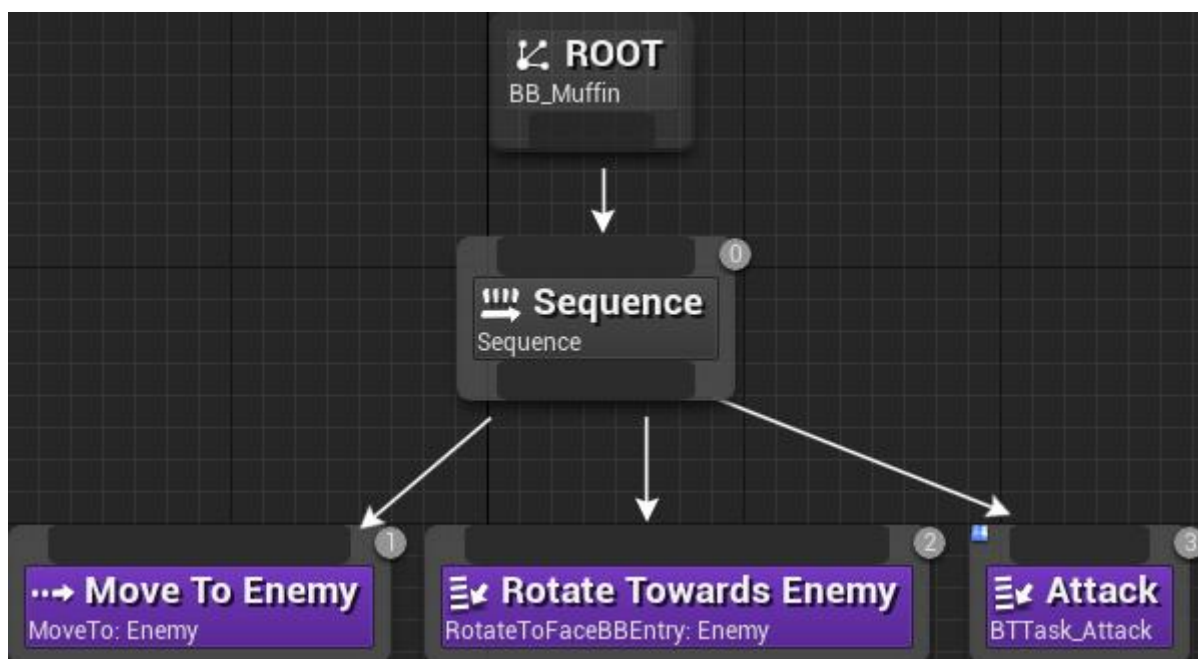 ROOT
BB_Muffin
0
Sequence
Sequence
1
2
3
Move To Enemy
MoveTo: Enemy
Rotate Towards Enemy
RotateToFaceBBEntry: Enemy
Attack
BTTask_Attack